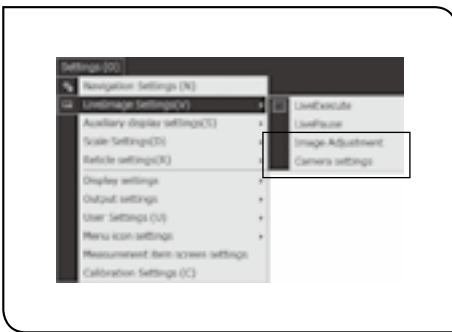 Settings (O)
Navigation Settings (N)
LiveImage Settings(V)
Auxiliary display settings(S)
Scale Settings(D)
Reticle settings(R)
Display settings
Output settings
User Settings (U)
Menu icon settings
Measurement item screen settings
Calibration Settings (C)
LiveExecute
LivePause
Image Adjustment
Camera settings